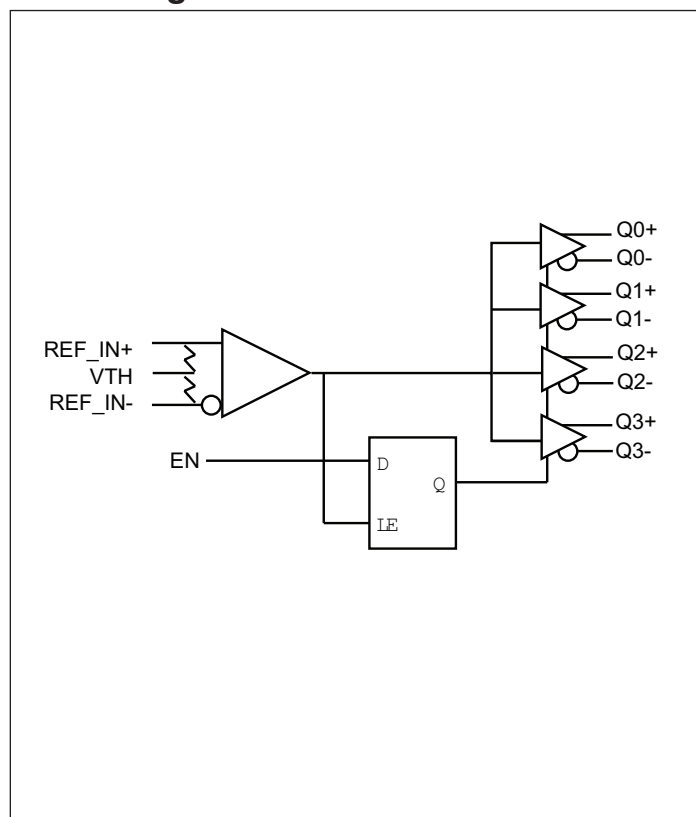 REF_IN+
VTH
REF_IN-
EN
D
LE
Q
Q0+
Q0-
Q1+
Q1-
Q2+
Q2-
Q3+
Q3-